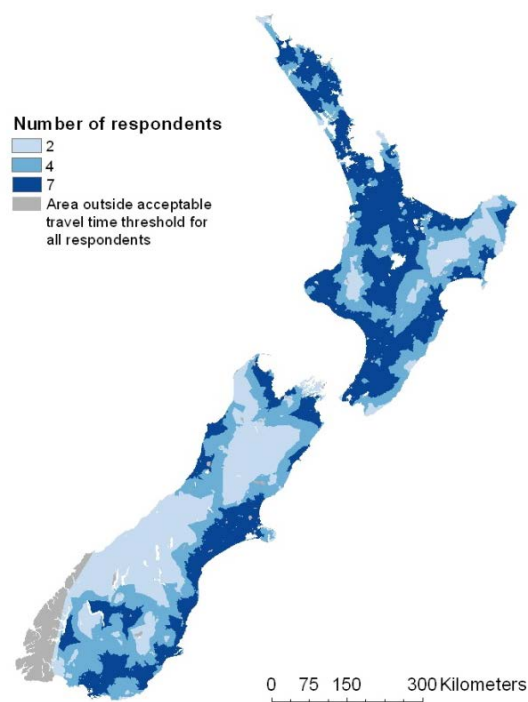 Number of respondents
2
4
7
Area outside acceptable
travel time threshold for
all respondents
0 75 150 300 Kilometers